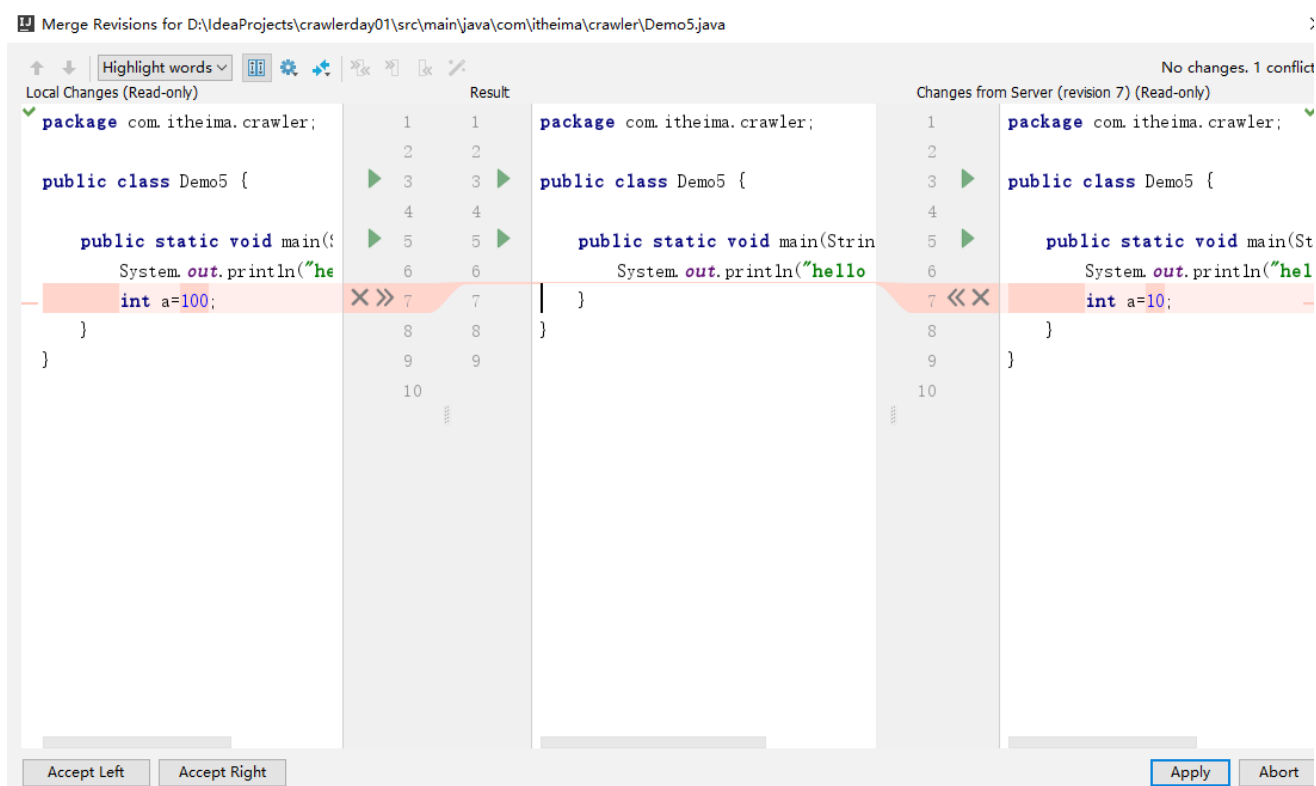 Merge Revisions for D:\IdeaProjects\crawlerday01\src\main\java\com\itheima\crawler\Demo5.java
Highlight words
No changes. 1 conflict
Local Changes (Read-only)
Result
Changes from Server (revision 7) (Read-only)
package com.itheima.crawler;
public class Demo5 {
public static void main(S
System.out.println("he
int a=100;
}
}
1
2
3
4
5
6
7
8
9
10
1
2
3
4
5
6
7
8
9
package com.itheima.crawler;
public class Demo5 {
public static void main(Strin
System.out.println("hello
}
}
1
2
3
4
5
6
7
8
9
10
package com.itheima.crawler;
public class Demo5 {
public static void main(St
System.out.println("hel
int a=10;
}
}
Accept Left
Accept Right
Apply
Abort